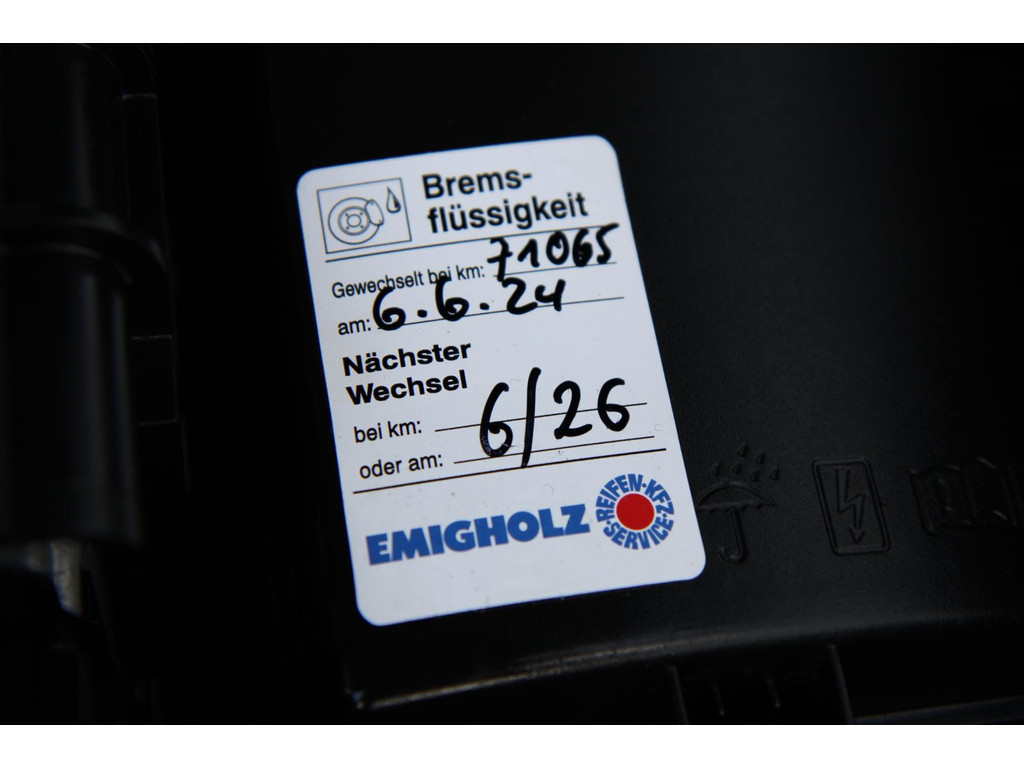 Brems-
flüssigkeit
Gewechselt bei km: 71065
am: 6.6.24
Nächster
Wechsel
bei km:
oder am: 6/26
EMIGHOLZ REIFEN-KFZ-SERVICE